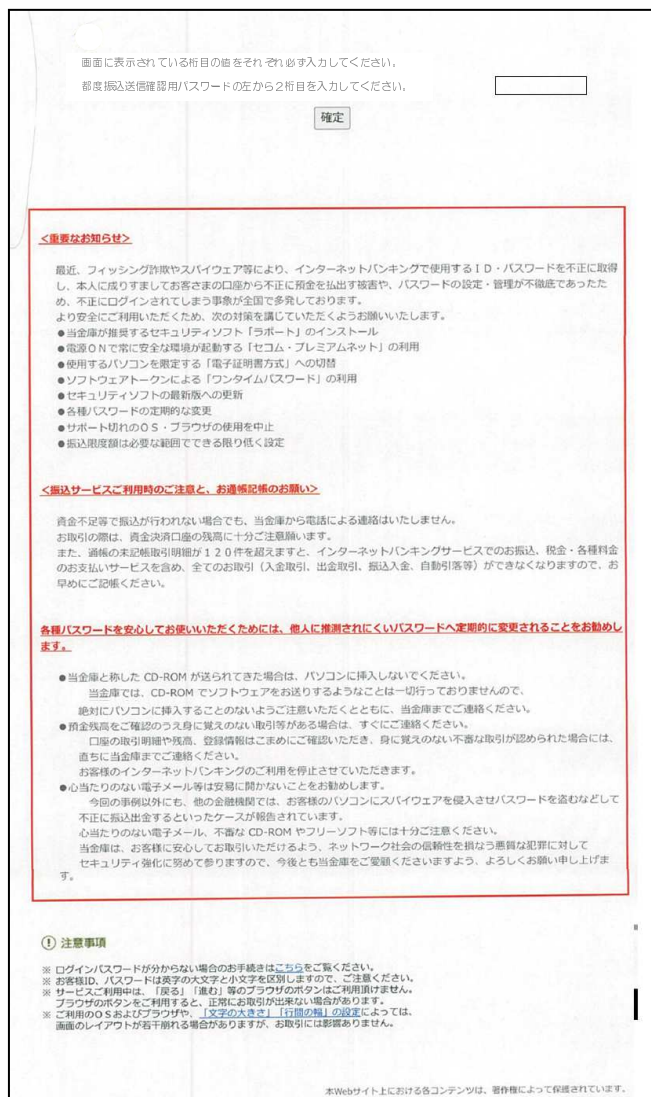 画面に表示されている桁目の値をそれぞれ必ず入力してください。
都度振込送信確認用パスワードの左から2桁目を入力してください。
確定
<重要なお知らせ>
最近、フィッシング詐欺やスパイウェア等により、インターネットバンキングで使用するID・パスワードを不正に取得
し、本人に成りすましてお客さまの口座から不正に預金を払出す被害や、パスワードの設定・管理が不徹底であったた
め、不正にログインされてしまう事象が全国で多発しております。
より安全にご利用いただくため、次の対策を講じていただくようお願いいたします。
●当金庫が推奨するセキュリティソフト「ラポート」のインストール
●電源ONで常に安全な環境が起動する「セコム・プレミアムネット」の利用
●使用するパソコンを限定する「電子証明書方式」への切替
●ソフトウェアトークンによる「ワンタイムパスワード」の利用
●セキュリティソフトの最新版への更新
●各種パスワードの定期的な変更
●サポート切れのOS・ブラウザの使用を中止
●振込限度額は必要な範囲でできる限り低く設定
<振込サービスご利用時のご注意と、お通帳記帳のお願い>
資金不足等で振込が行われない場合でも、当金庫から電話による連絡はいたしません。
お取引の際は、資金決済口座の残高に十分ご注意願います。
また、通帳の未記帳取引明細が120件を超えますと、インターネットバンキングサービスでのお振込、税金・各種料金
のお支払いサービスを含め、全てのお取引（入金取引、出金取引、振込入金、自動引落等）ができなくなりますので、お
早めにご記帳ください。
各種パスワードを安心してお使いいただくためには、他人に推測されにくいパスワードへ定期的に変更されることをお勧めし
ます。
●当金庫と称した CD-ROM が送られてきた場合は、パソコンに挿入しないでください。
当金庫では、CD-ROM でソフトウェアをお送りするようなことは一切行っておりませんので、
絶対にパソコンに挿入することのないようご注意いただくとともに、当金庫までご連絡ください。
●預金残高をご確認のうえ身に覚えのない取引等がある場合は、すぐにご連絡ください。
口座の取引明細や残高、登録情報はこまめにご確認いただき、身に覚えのない不審な取引が認められた場合には、
直ちに当金庫までご連絡ください。
お客様のインターネットバンキングのご利用を停止させていただきます。
●心当たりのない電子メール等は安易に開かないことをお勧めします。
今回の事例以外にも、他の金融機関では、お客様のパソコンにスパイウェアを侵入させパスワードを盗むなどして
不正に振込出金するといったケースが報告されています。
心当たりのない電子メール、不審な CD-ROM やフリーソフト等には十分ご注意ください。
当金庫は、お客様に安心してお取引いただけるよう、ネットワーク社会の信頼性を損なう悪質な犯罪に対して
セキュリティ強化に努めて参りますので、今後とも当金庫をご愛顧くださいますよう、よろしくお願い申し上げま
す。
注意事項
※ ログインパスワードが分からない場合のお手続きはこちらをご覧ください。
※ お客様ID、パスワードは英字の大文字と小文字を区別しますので、ご注意ください。
※ サービスご利用中は、「戻る」「進む」等のブラウザのボタンはご利用頂けません。
ブラウザのボタンをご利用すると、正常にお取引が出来ない場合があります。
※ ご利用のOSおよびブラウザや、「文字の大きさ」「行間の幅」の設定によっては、
画面のレイアウトが若干崩れる場合がありますが、お取引には影響ありません。
本Webサイト上における各コンテンツは、著作権によって保護されています。